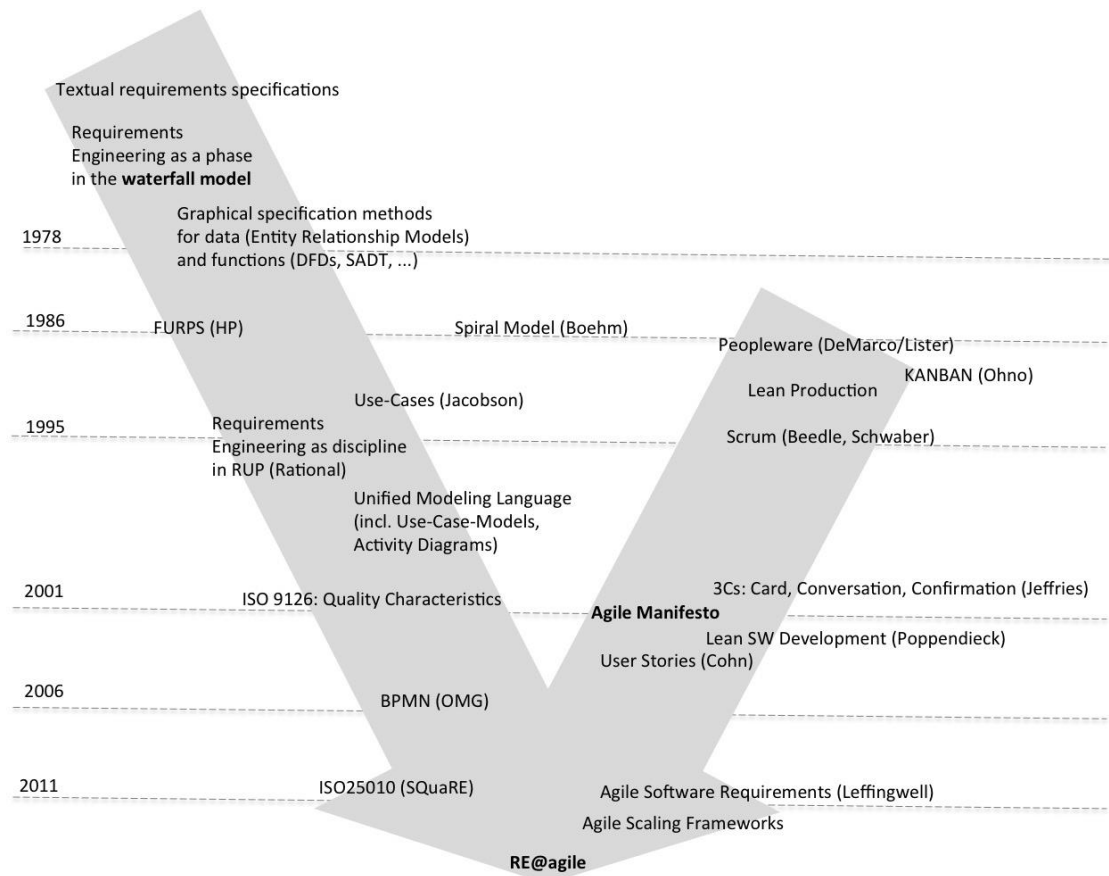 Textual requirements specifications
Requirements
Engineering as a phase
in the waterfall model
Graphical specification methods
1978
for data (Entity Relationship Models)
and functions (DFDs, SADT, ...)
1986
FURPS (HP)
Spiral Model (Boehm)
Peopleware (DeMarco/Lister)
KANBAN (Ohno)
Lean Production
Use-Cases (Jacobson)
1995
Requirements
Engineering as discipline
in RUP (Rational)
Scrum (Beedle, Schwaber)
Unified Modeling Language
(incl. Use-Case-Models,
Activity Diagrams)
2001
ISO 9126: Quality Characteristics
3Cs: Card, Conversation, Confirmation (Jeffries)
Agile Manifesto
Lean SW Development (Poppendieck)
User Stories (Cohn)
2006
BPMN (OMG)
2011
ISO25010 (SQuaRE)
Agile Software Requirements (Leffingwell)
Agile Scaling Frameworks
RE@agile